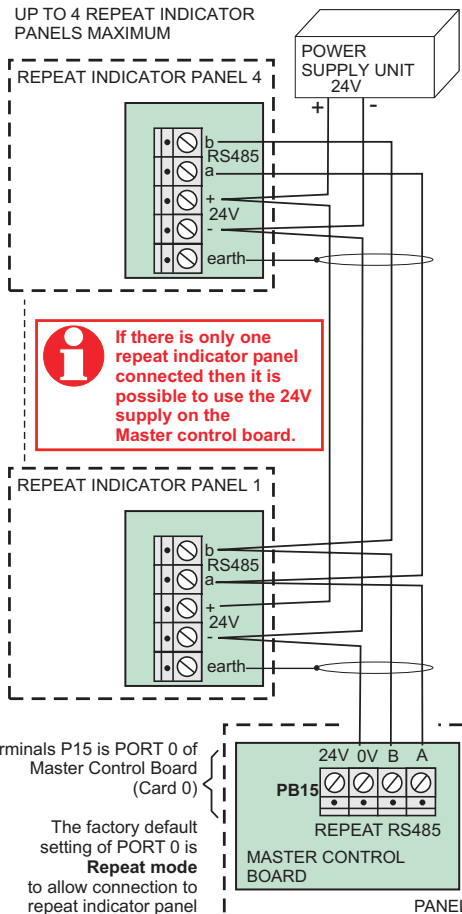 UP TO 4 REPEAT INDICATOR
PANELS MAXIMUM
POWER
SUPPLY UNIT
24V
+ -
REPEAT INDICATOR PANEL 4
b
RS485
a
+
24V
-
earth
If there is only one
repeat indicator panel
connected then it is
possible to use the 24V
supply on the
Master control board.
REPEAT INDICATOR PANEL 1
b
RS485
a
+
24V
-
earth
rminals P15 is PORT 0 of
Master Control Board
(Card 0)
The factory default
setting of PORT 0 is
Repeat mode
to allow connection to
repeat indicator panel
24V 0V B A
PB15
REPEAT RS485
MASTER CONTROL
BOARD
PANEL